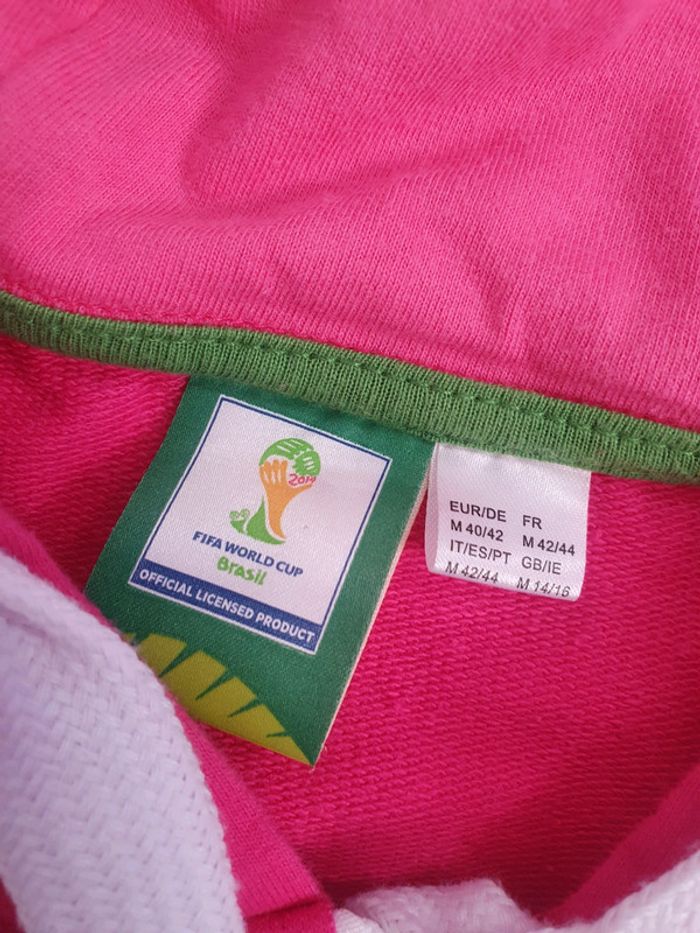 2014
FIFA WORLD CUP
Brasil
OFFICIAL LICENSED PRODUCT
EUR/DE FR
M 40/42 M 42/44
IT/ES/PT GB/IE
M 42/44 M 14/16